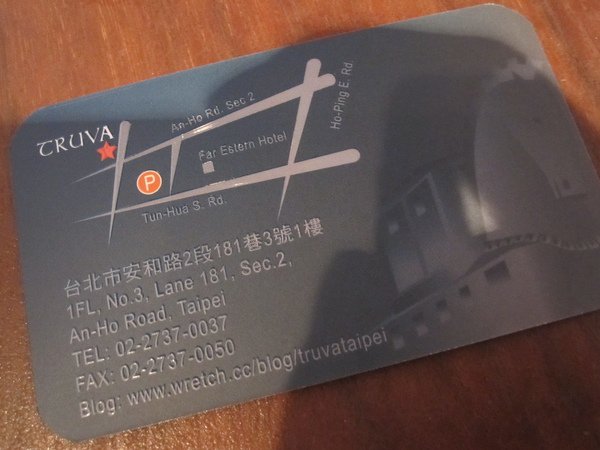 TRUVA
An-Ho Rd. Sec 2
Ho-Ping E. Rd.
Far Estern Hotel
P
Tun-Hua S. Rd.
台北市安和路2段181巷3號1樓
1FL, No.3, Lane 181, Sec.2,
An-Ho Road, Taipei
TEL: 02-2737-0037
FAX: 02-2737-0050
Blog: www.wretch.cc/blog/truvataipei